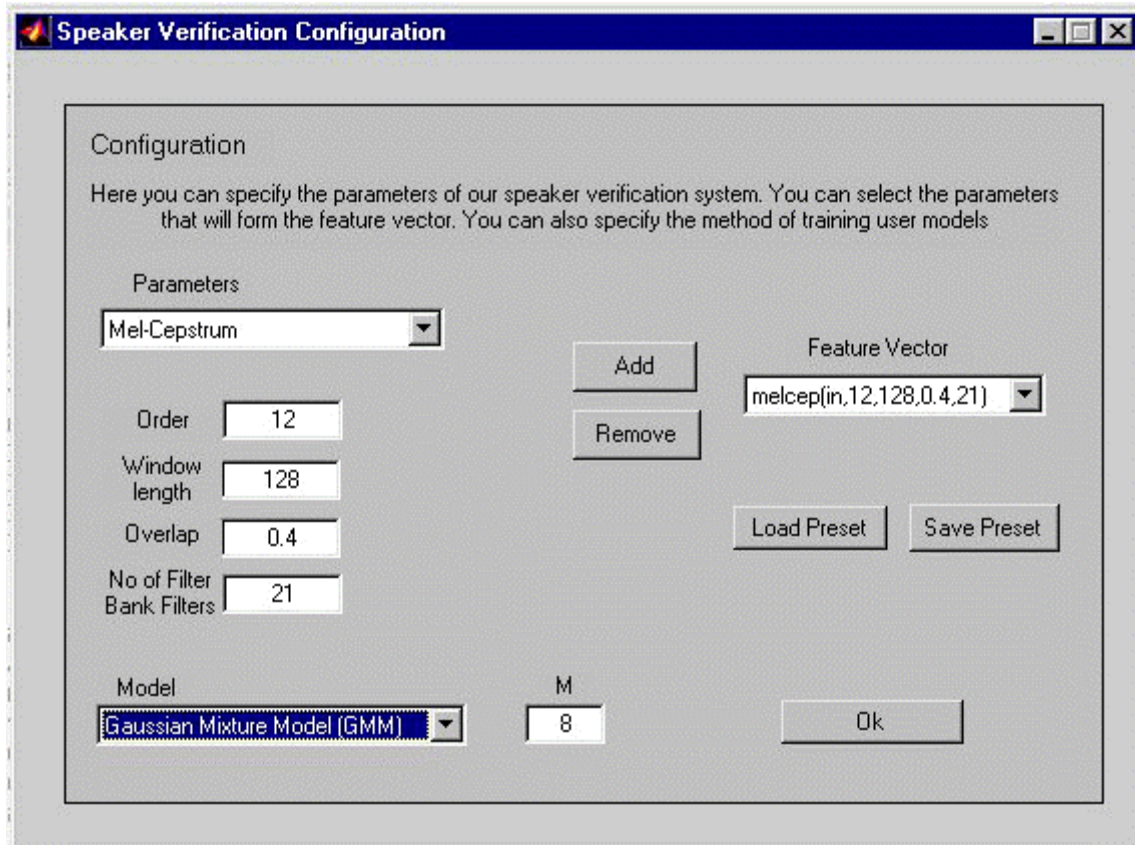 Speaker Verification Configuration
Configuration
Here you can specify the parameters of our speaker verification system. You can select the parameters
that will form the feature vector. You can also specify the method of training user models
Parameters
Mel-Cepstrum
Add
Remove
Feature Vector
melcep(in,12,128,0.4,21)
Order
12
Window
length
128
Overlap
0.4
No of Filter
Bank Filters
21
Load Preset
Save Preset
Model
Gaussian Mixture Model (GMM)
M
8
Ok